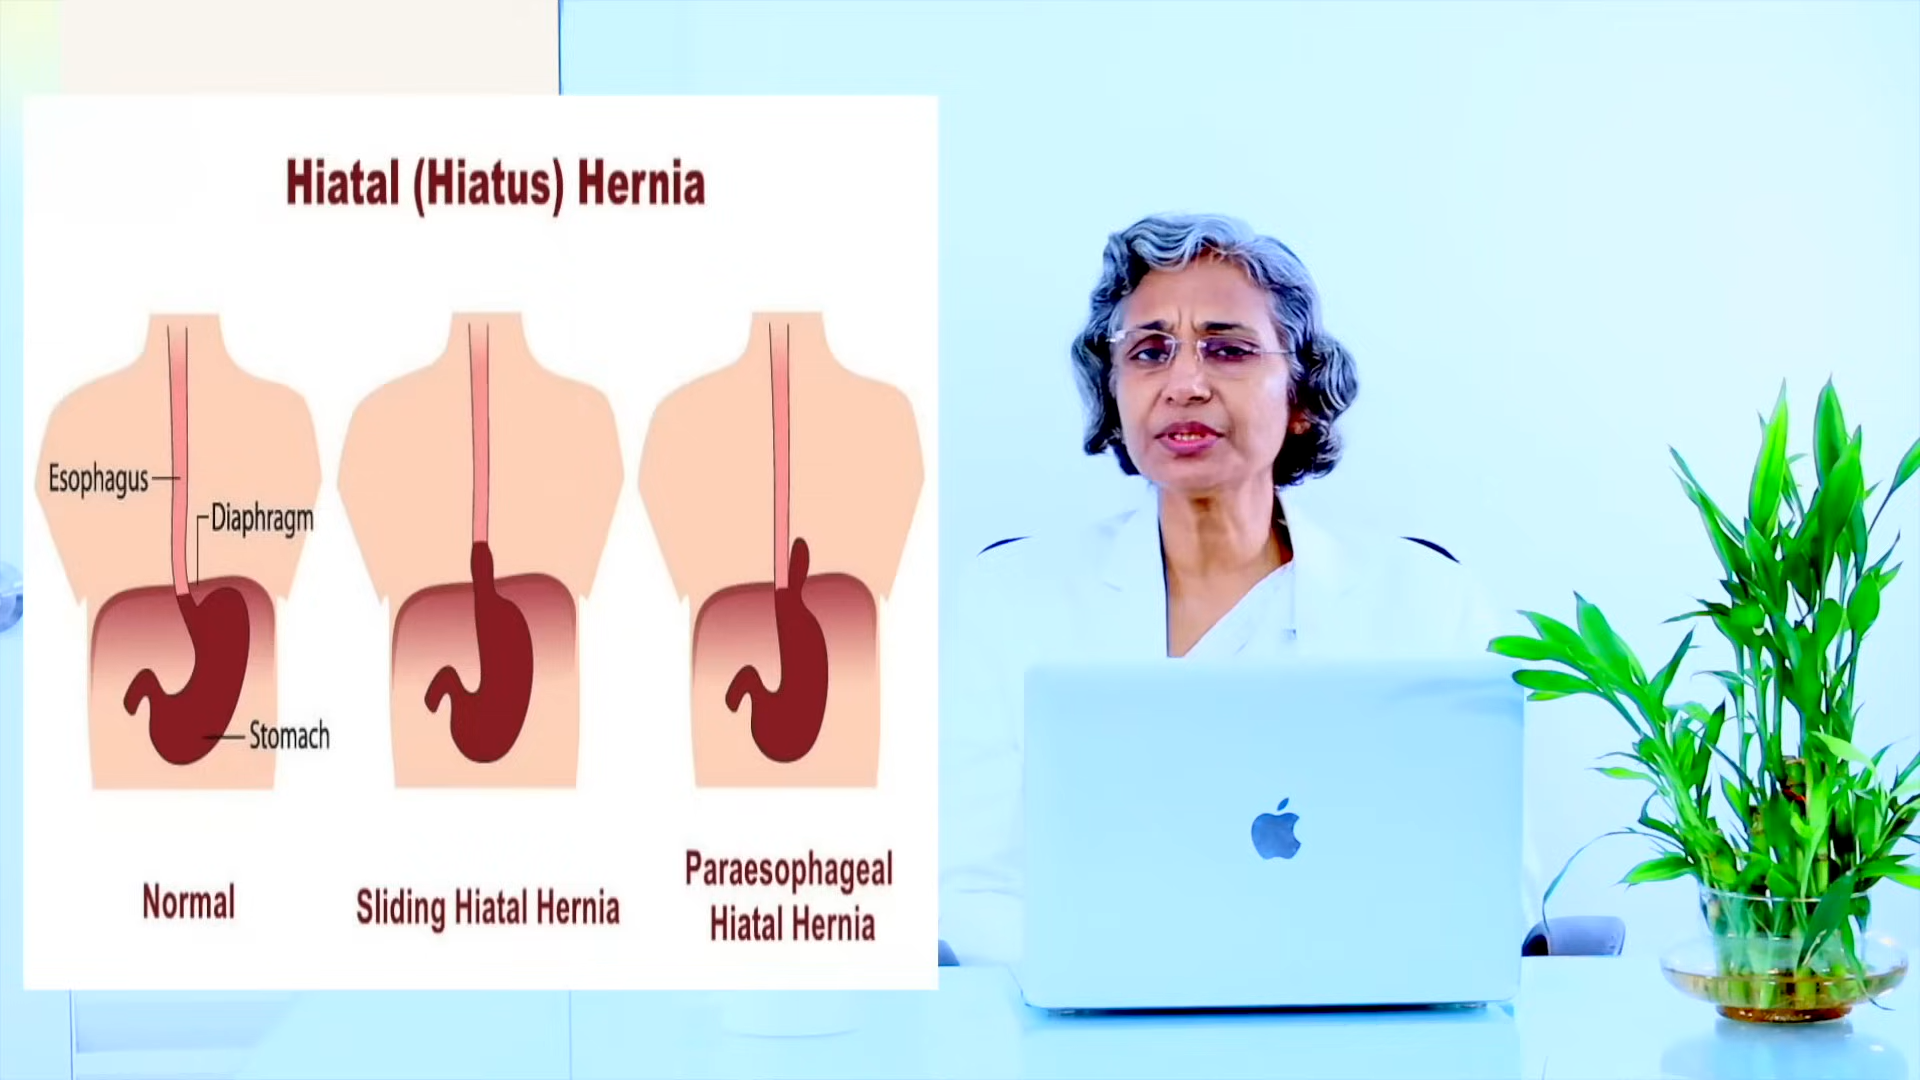 Hiatal (Hiatus) Hernia
Esophagus
Diaphragm
Stomach
Normal
Sliding Hiatal Hernia
Paraesophageal
Hiatal Hernia